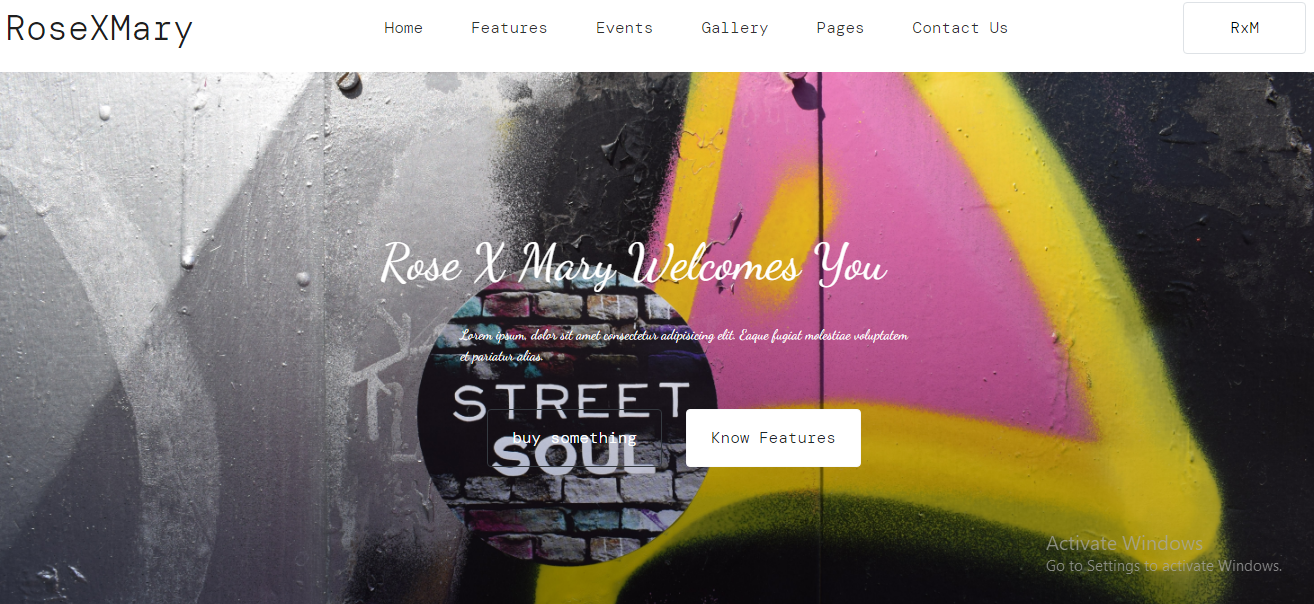 RoseXMary
Home Features Events Gallery Pages Contact Us
RxM
Rose X Mary Welcomes You
Lorem ipsum, dolor sit amet consectetur adipisicing elit. Eaque fugiat molestiae voluptatem
et pariatur alias.
STREET
buy something
Know Features
SOUL
Activate Windows
Go to Settings to activate Windows.